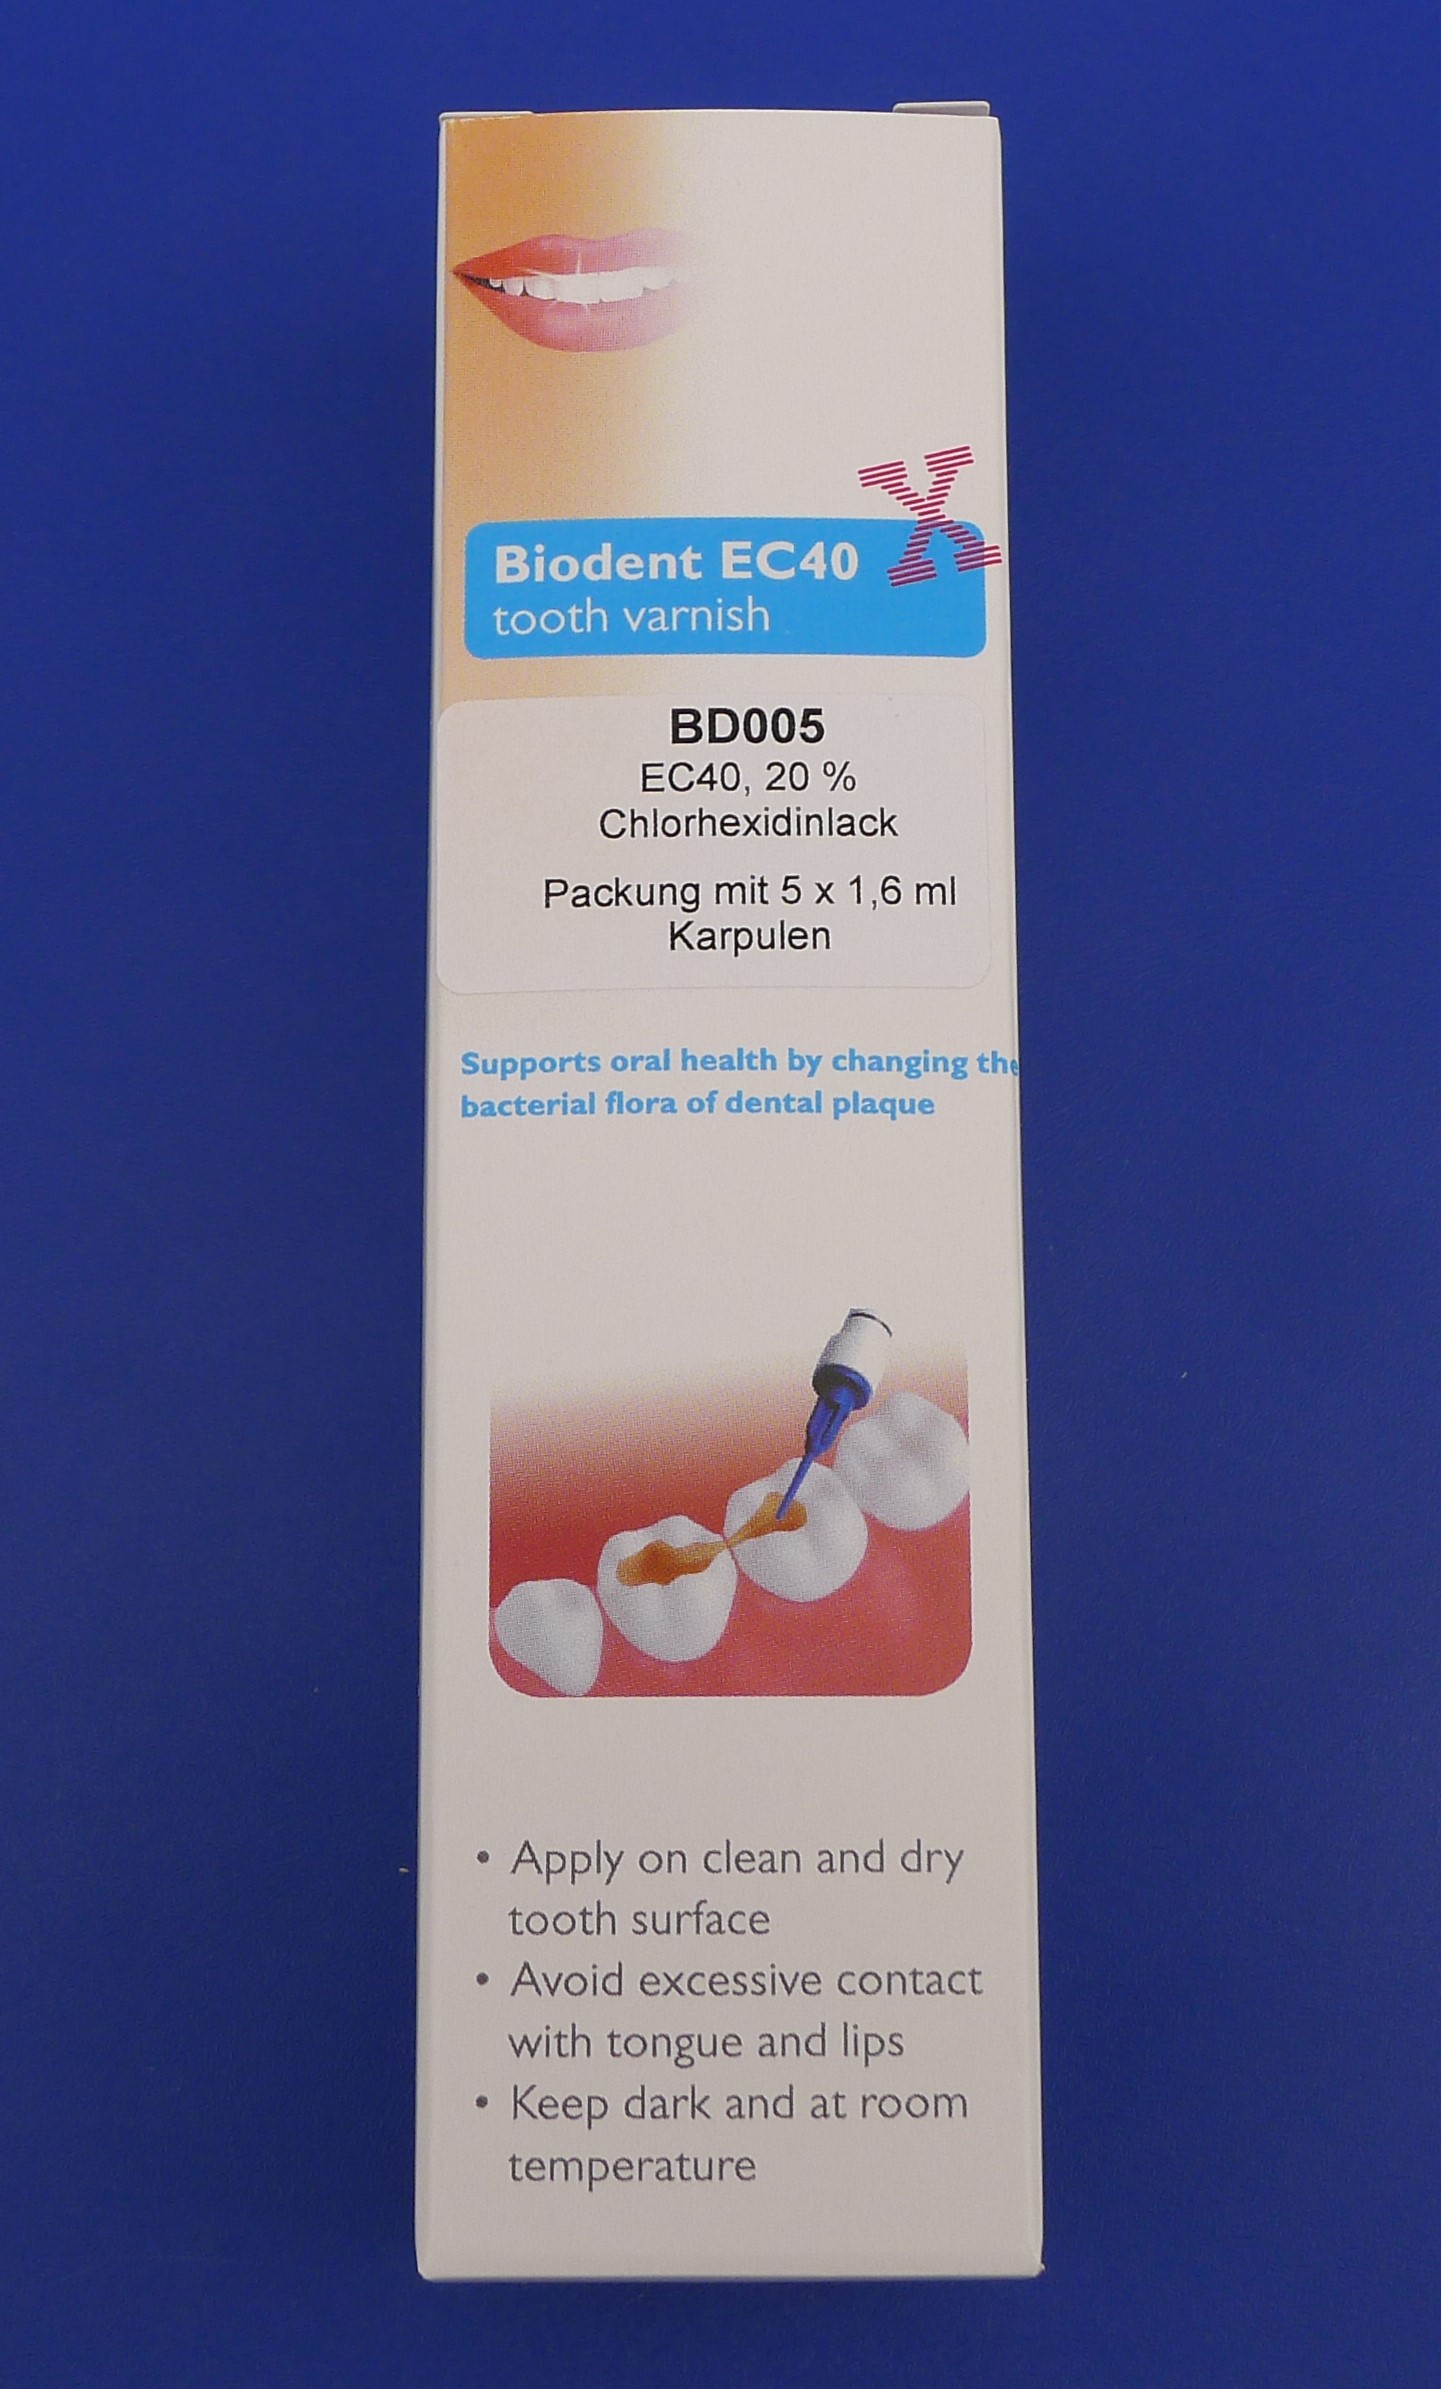 X
Biodent EC40
tooth varnish
BD005
EC40, 20 %
Chlorhexidinlack
Packung mit 5 x 1,6 ml
Karpulen
Supports oral health by changing the
bacterial flora of dental plaque
• Apply on clean and dry
tooth surface
• Avoid excessive contact
with tongue and lips
• Keep dark and at room
temperature